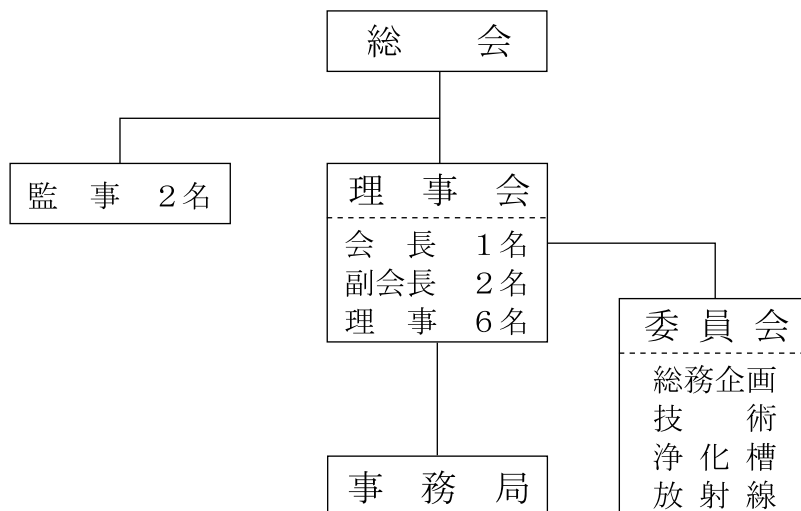 総　　会
監　事　２名
理　事　会
会　長　１名
副会長　２名
理　事　６名
委　員　会
総務企画
技　　術
浄　化　槽
放　射　線
事　務　局